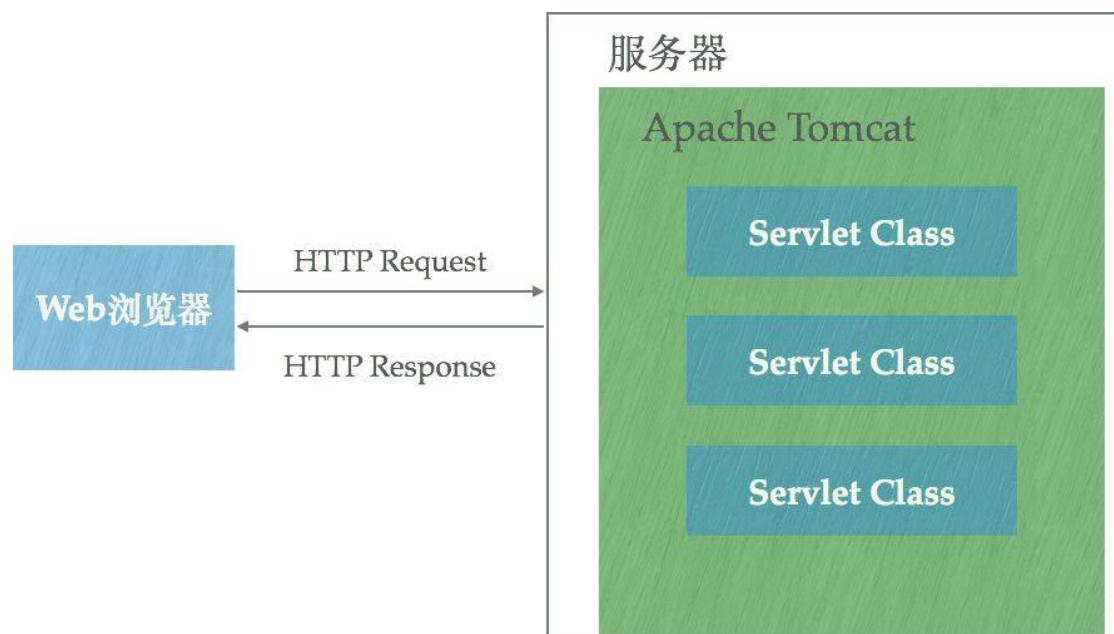 服务器
Apache Tomcat
Servlet Class
HTTP Request
Web浏览器
Servlet Class
HTTP Response
Servlet Class